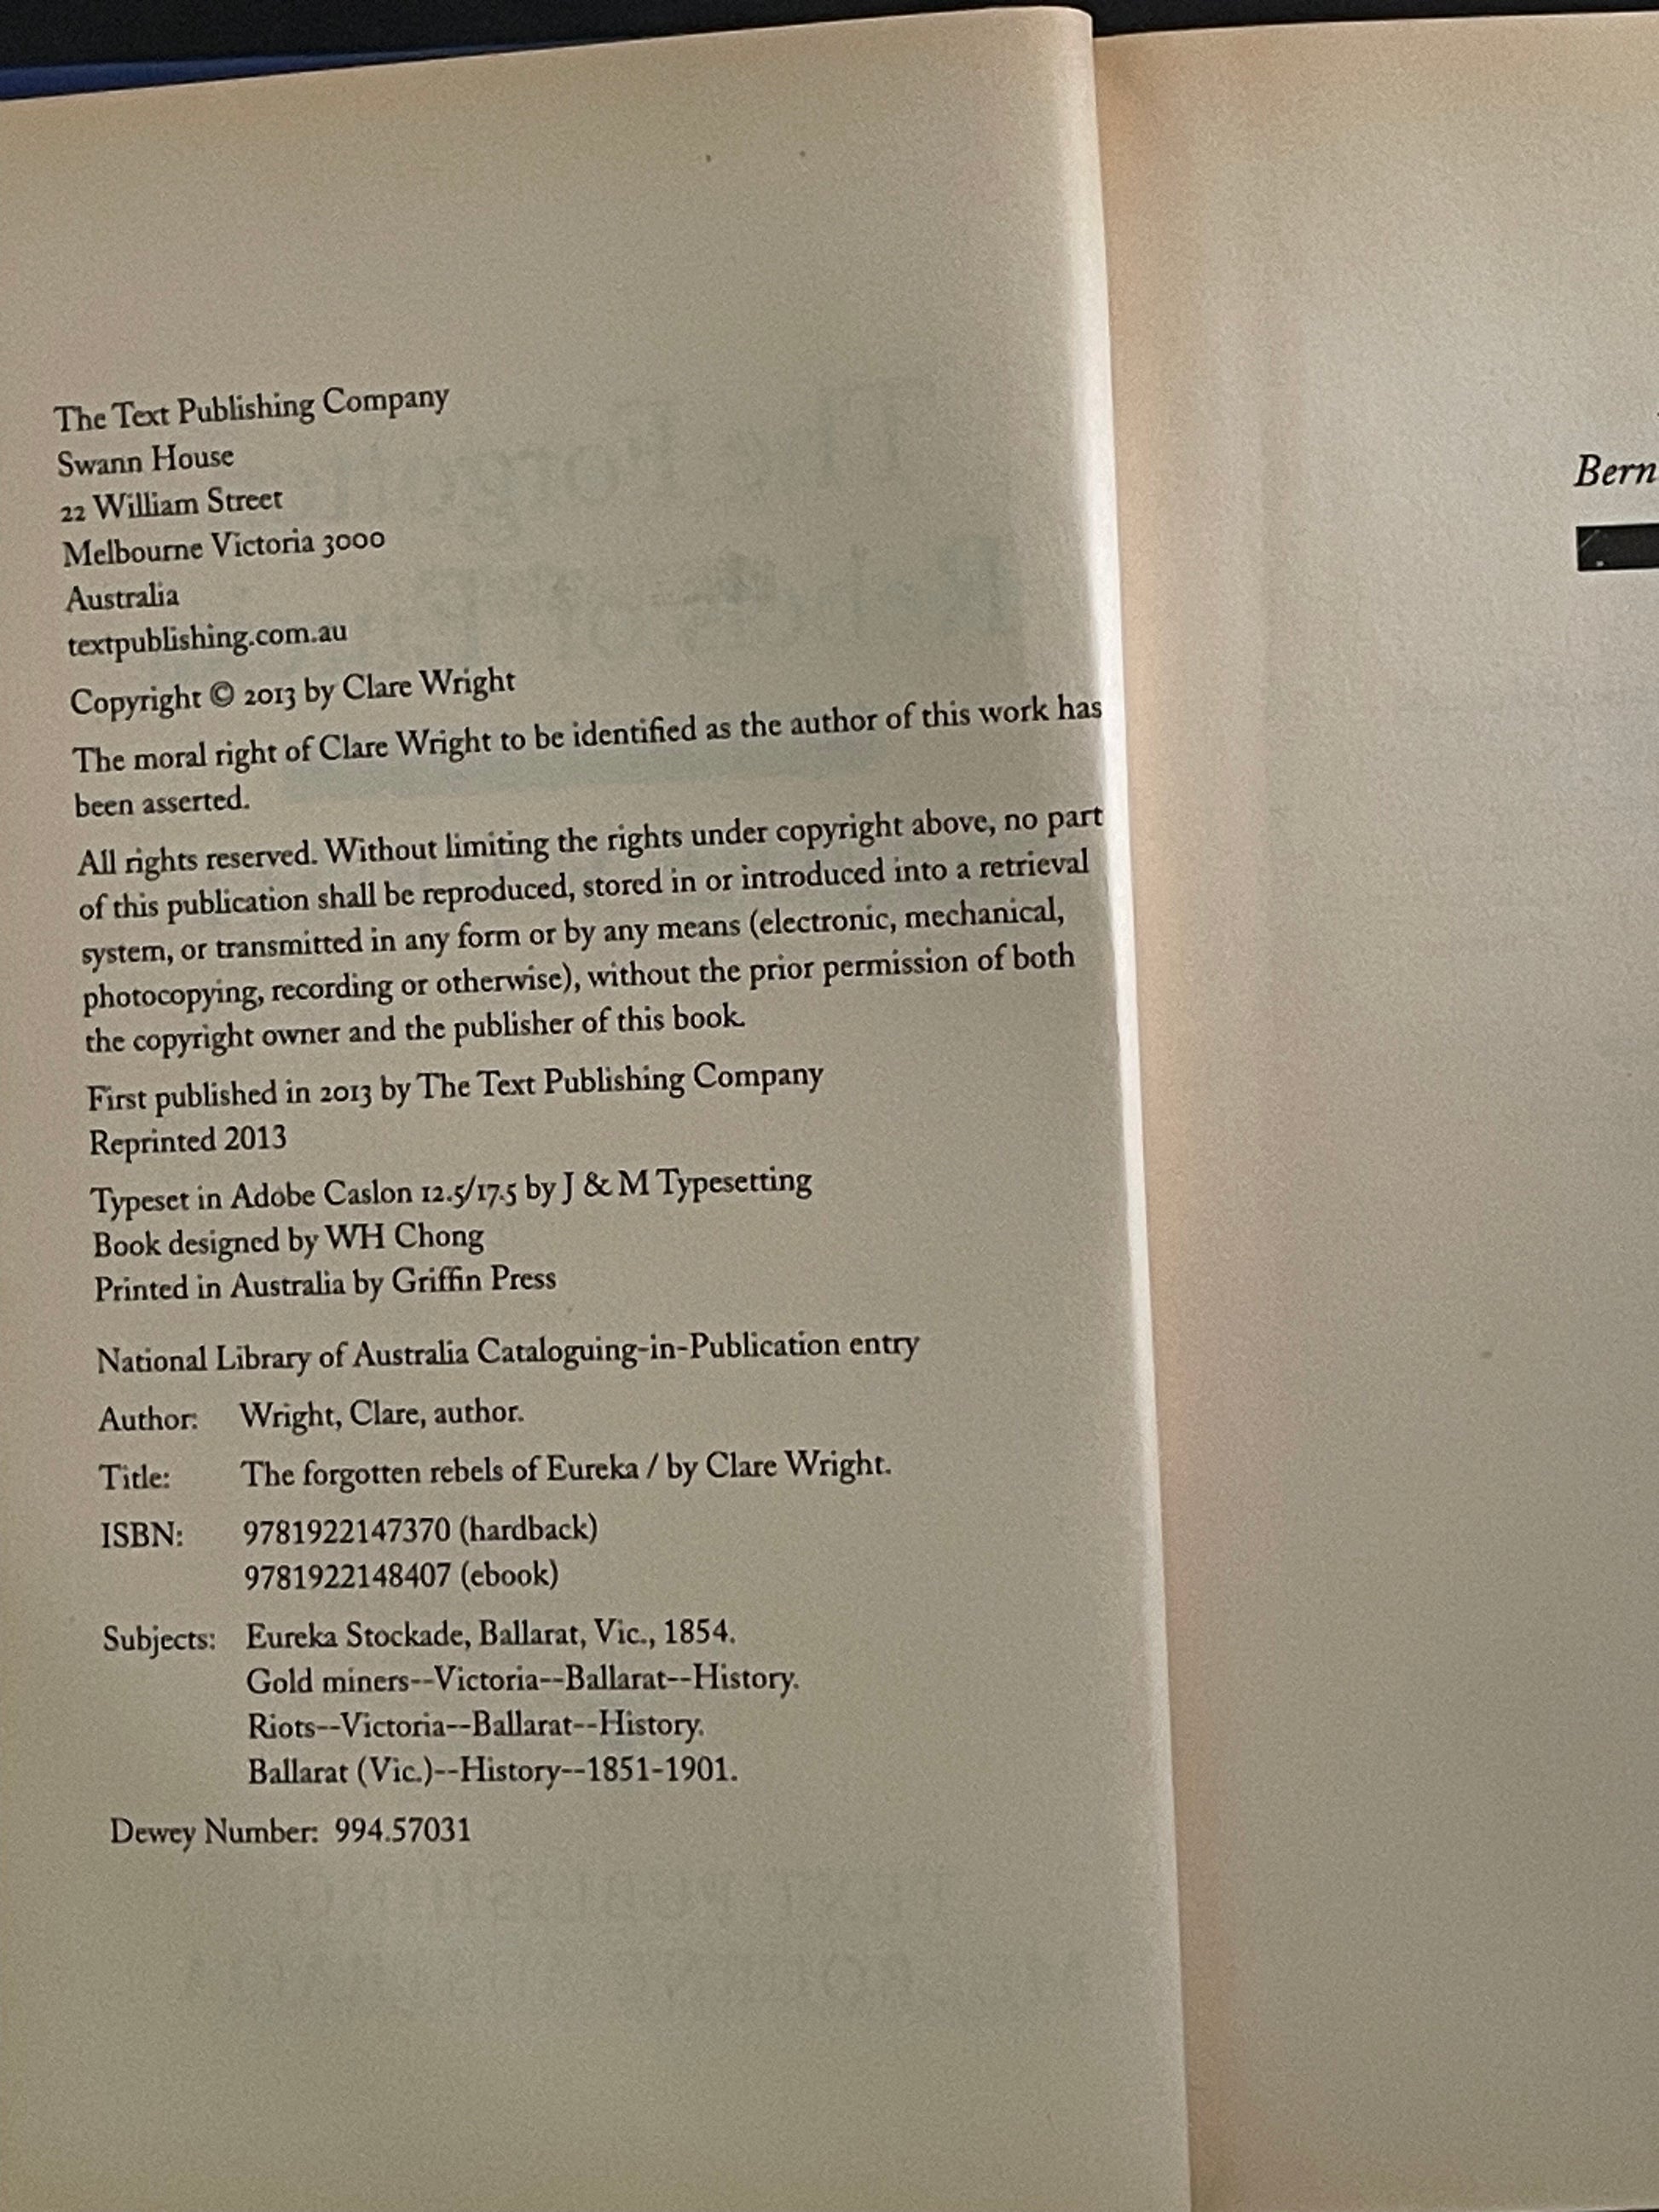 The Text Publishing Company
Swann House
22 William Street
Melbourne Victoria 3000
Australia
textpublishing.com.au
Copyright © 2013 by Clare Wright
The moral right of Clare Wright to be identified as the author of this work has
been asserted.
All rights reserved. Without limiting the rights under copyright above, no part
of this publication shall be reproduced, stored in or introduced into a retrieval
system, or transmitted in any form or by any means (electronic, mechanical,
photocopying, recording or otherwise), without the prior permission of both
the copyright owner and the publisher of this book.
First published in 2013 by The Text Publishing Company
Reprinted 2013
Typeset in Adobe Caslon 12.5/17.5 by J & M Typesetting
Book designed by WH Chong
Printed in Australia by Griffin Press
National Library of Australia Cataloguing-in-Publication entry
Author: Wright, Clare, author.
Title: The forgotten rebels of Eureka / by Clare Wright.
ISBN: 9781922147370 (hardback)
9781922148407 (ebook)
Subjects: Eureka Stockade, Ballarat, Vic., 1854.
Gold miners--Victoria--Ballarat--History.
Riots--Victoria--Ballarat--History.
Ballarat (Vic.)--History--1851-1901.
Dewey Number: 994.57031
Bern